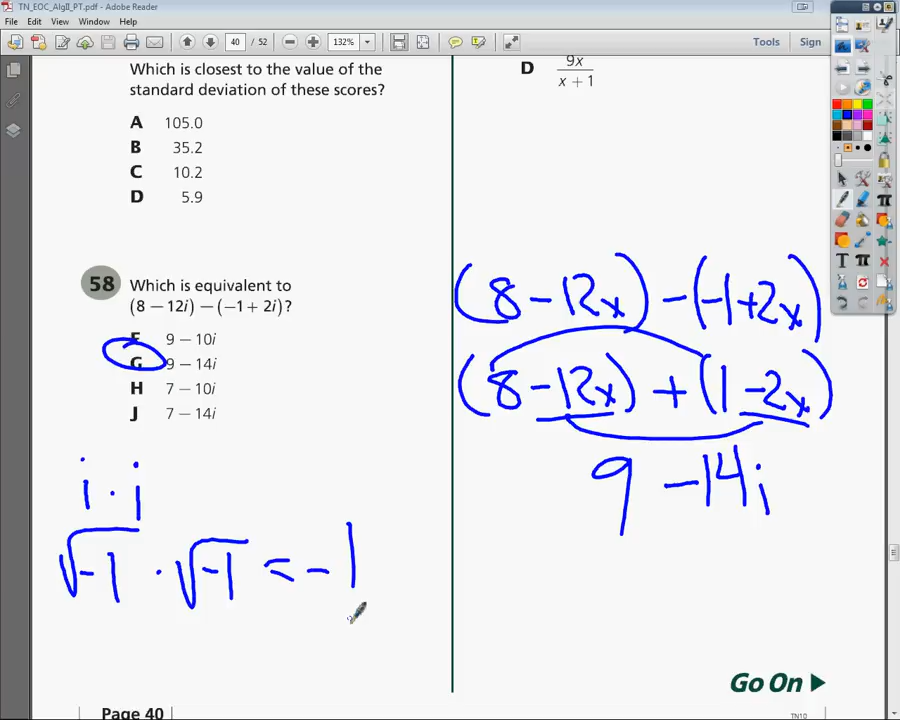 TN_EOC_AlgII_PT.pdf - Adobe Reader
File Edit View Window Help
40 / 52 132% Tools Sign
Which is closest to the value of the
standard deviation of these scores?
A 105.0
B 35.2
C 10.2
D 5.9
58 Which is equivalent to
(8 – 12i) – (–1 + 2i)?
F 9 – 10i
G 9 – 14i
H 7 – 10i
J 7 – 14i
i · i
√-1 · √-1 = -1
Page 40
D 9x
x + 1
(8 - 12x) - (-1 + 2x)
(8 - 12x) + (1 - 2x)
9 - 14i
Go On
TN10
T π